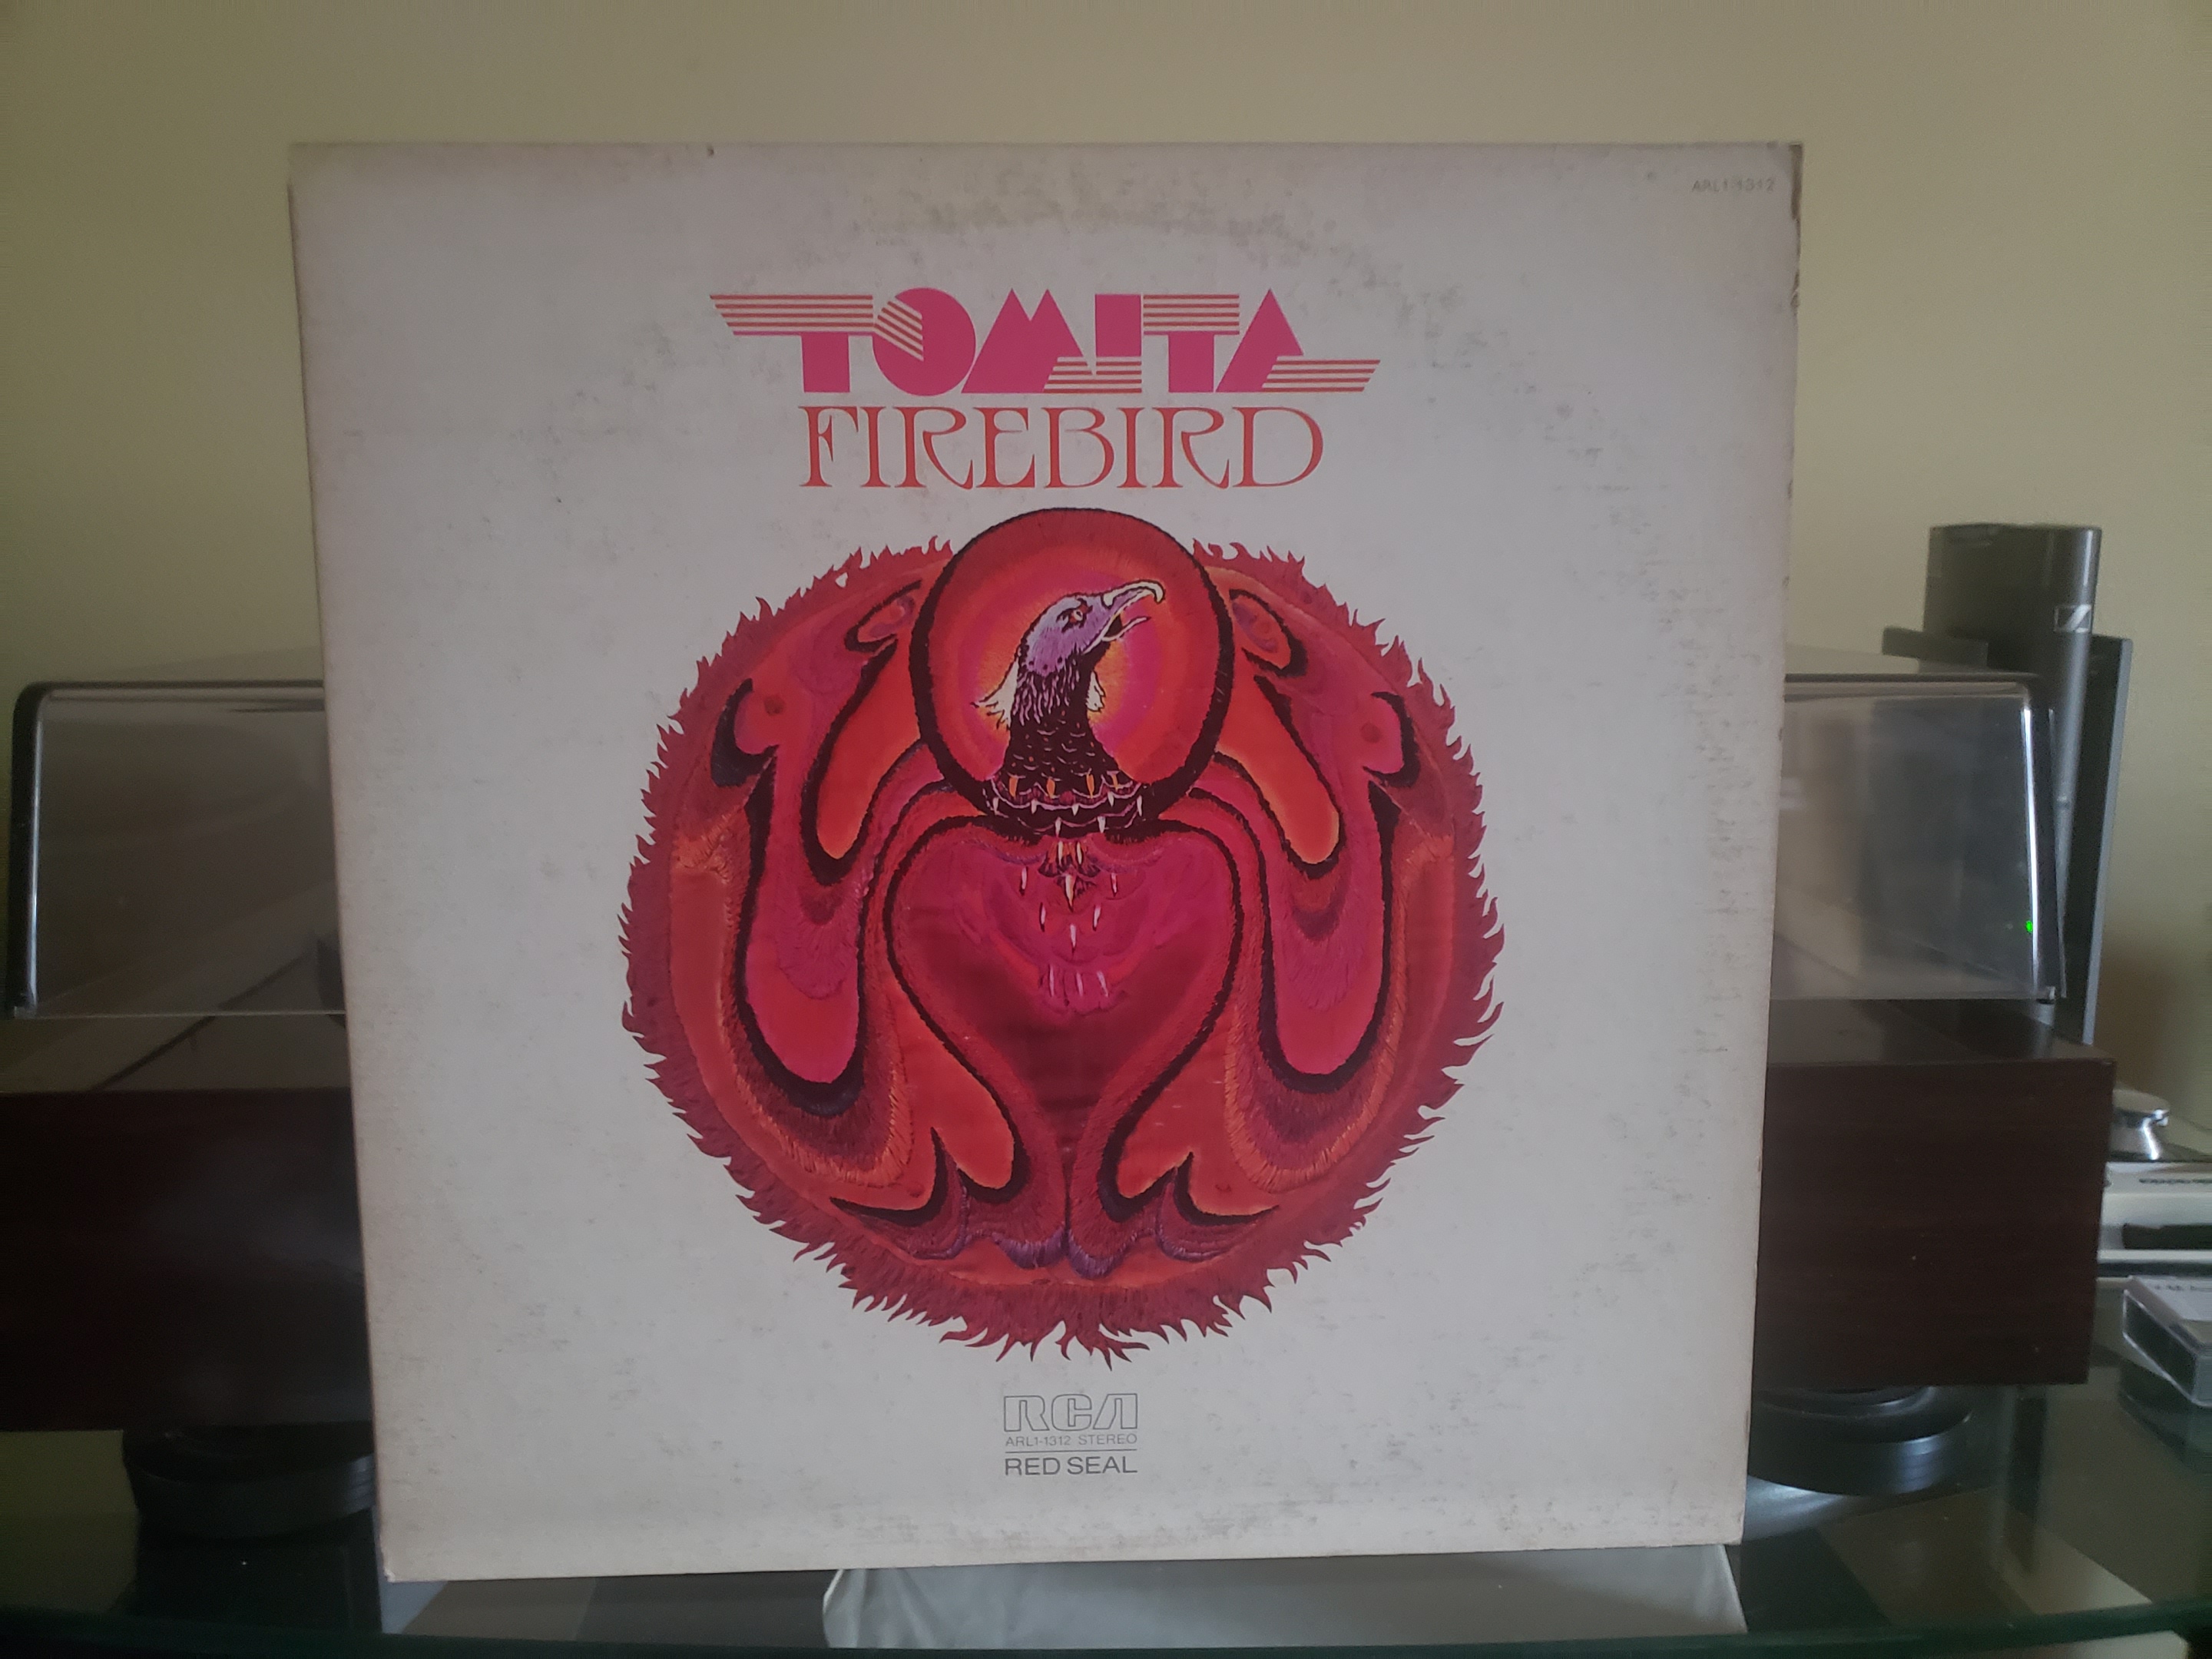 ARL1-1312
TOMITA
FIREBIRD
RCA
ARL1-1312 STEREO
RED SEAL